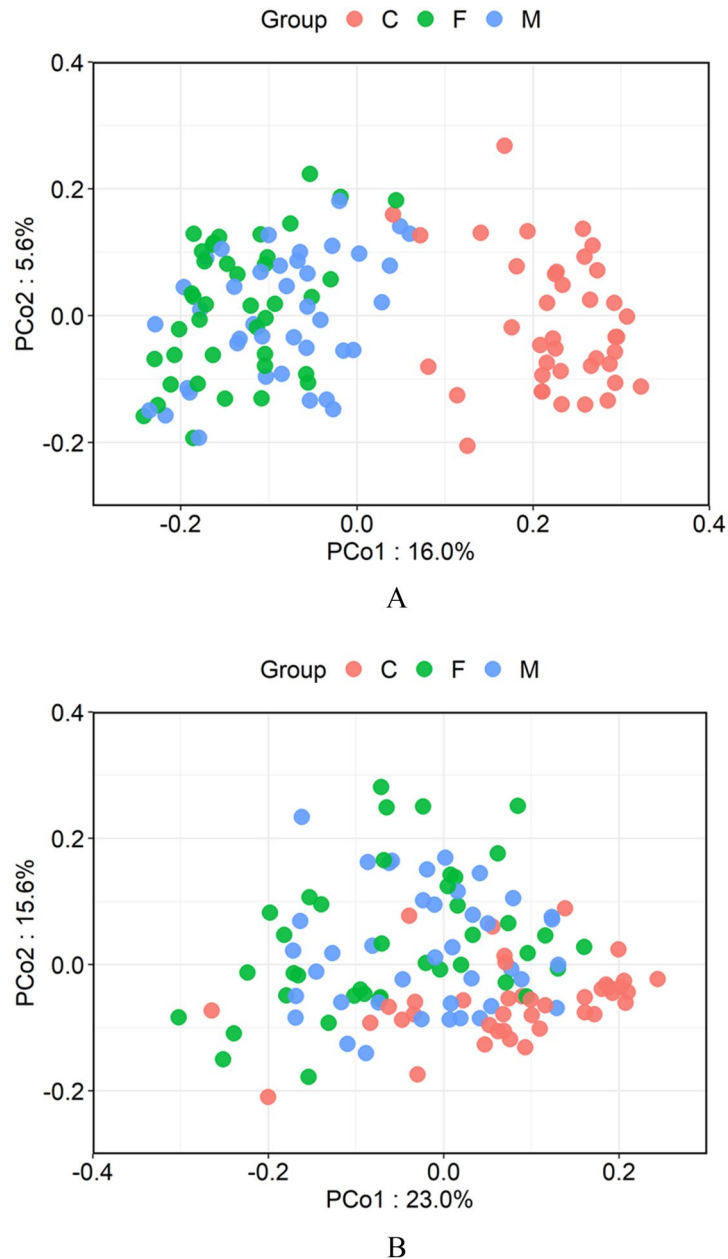 Group C F M
0.4
0.2
0.0
-0.2
PCo2 : 5.6%
-0.2 0.0 0.2 0.4
PCo1 : 16.0%
A
Group C F M
0.4
0.2
0.0
-0.2
PCo2 : 15.6%
-0.4 -0.2 0.0 0.2
PCo1 : 23.0%
B